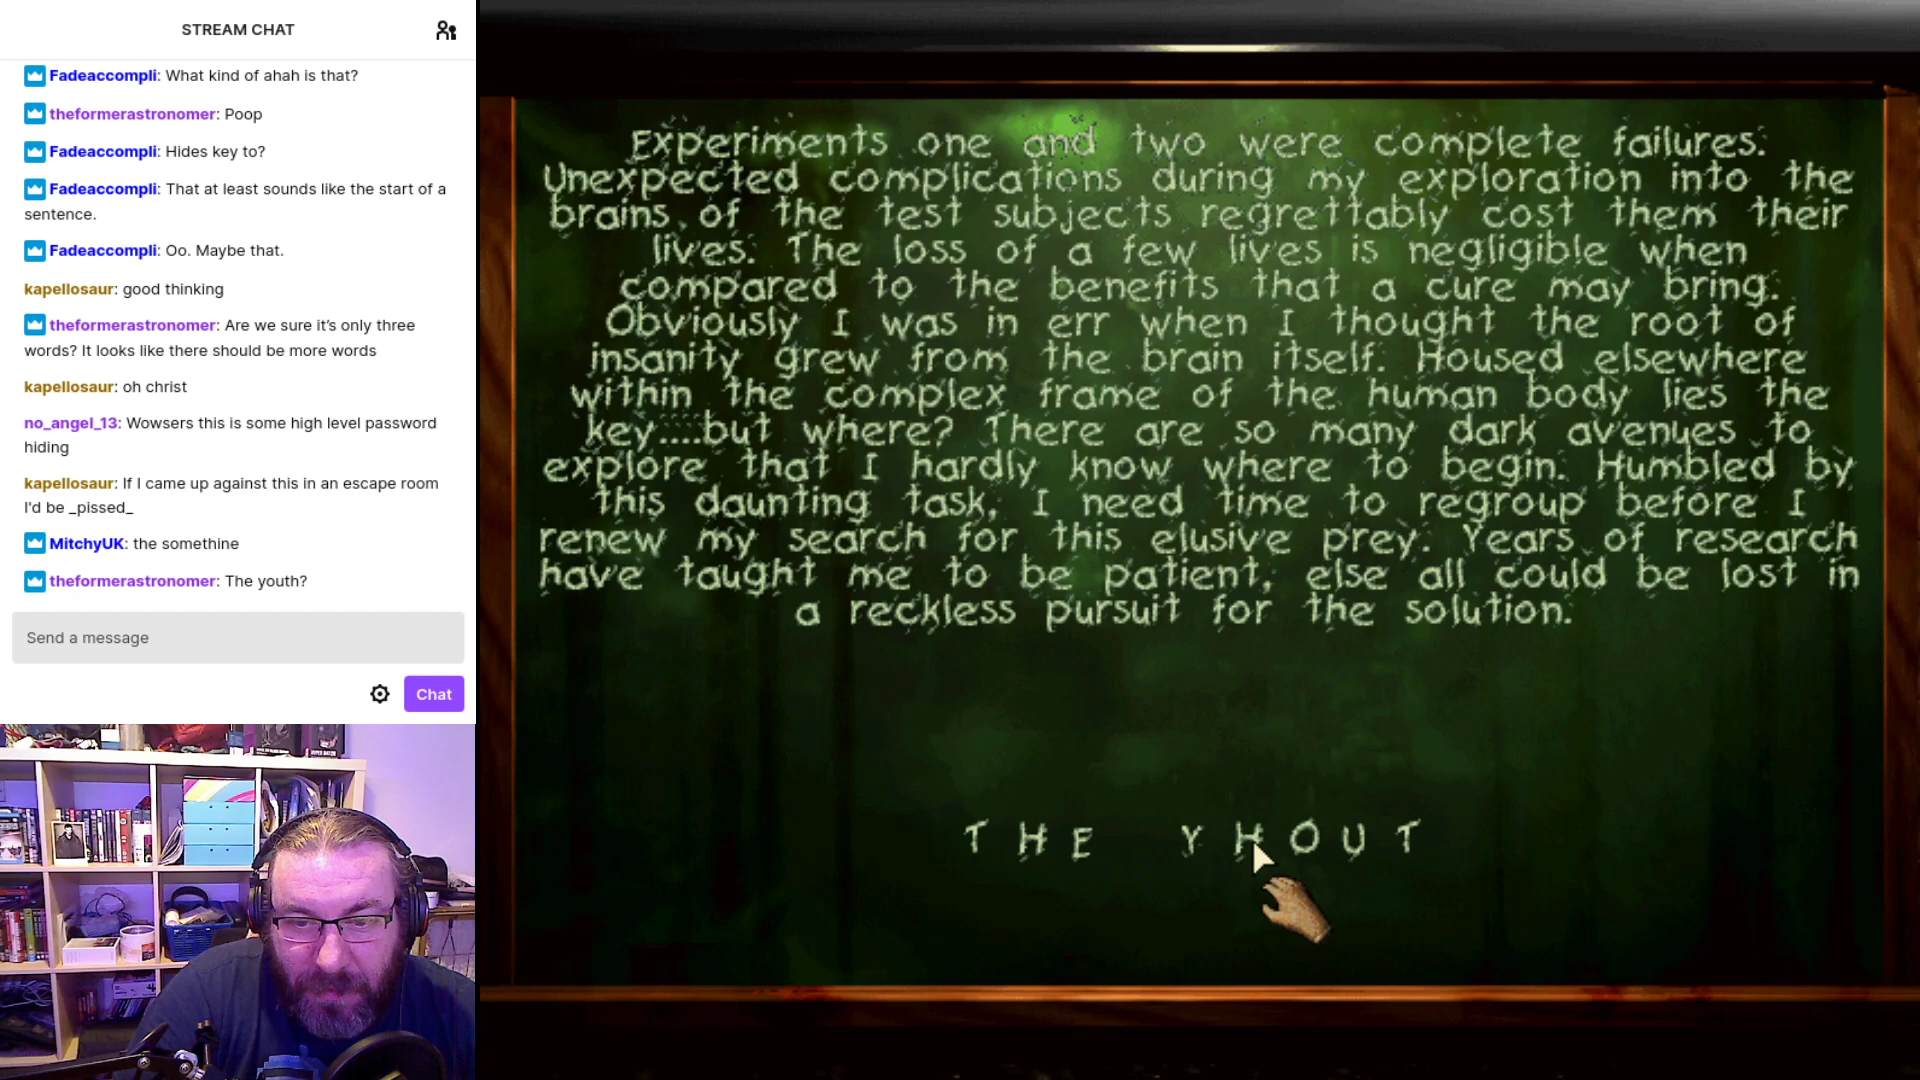 STREAM CHAT
Fadeaccompli: What kind of ahah is that?
theformerastronomer: Poop
Fadeaccompli: Hides key to?
Fadeaccompli: That at least sounds like the start of a
sentence.
Fadeaccompli: Oo. Maybe that.
kapellosaur: good thinking
theformerastronomer: Are we sure it’s only three
words? It looks like there should be more words
kapellosaur: oh christ
no_angel_13: Wowsers this is some high level password
hiding
kapellosaur: If I came up against this in an escape room
I'd be _pissed_
MitchyUK: the somethine
theformerastronomer: The youth?
Send a message
Chat
Experiments one and two were complete failures.
Unexpected complications during my exploration into the
brains of the test subjects regrettably cost them their
lives. The loss of a few lives is negligible when
compared to the benefits that a cure may bring.
Obviously I was in err when I thought the root of
insanity grew from the brain itself. Housed elsewhere
within the complex frame of the human body lies the
key....but where? There are so many dark avenues to
explore that I hardly know where to begin. Humbled by
this daunting task, I need time to regroup before I
renew my search for this elusive prey. Years of research
have taught me to be patient, else all could be lost in
a reckless pursuit for the solution.
THE YHOUT